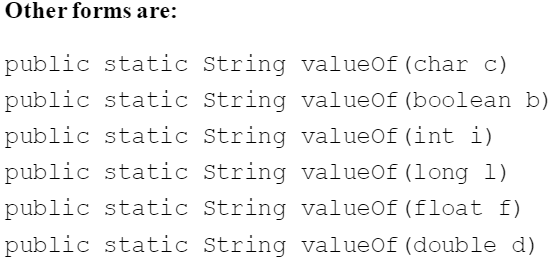 Other forms are:
public static String valueOf(char c)
public static String valueOf(boolean b)
public static String valueOf(int i)
public static String valueOf(long l)
public static String valueOf(float f)
public static String valueOf(double d)